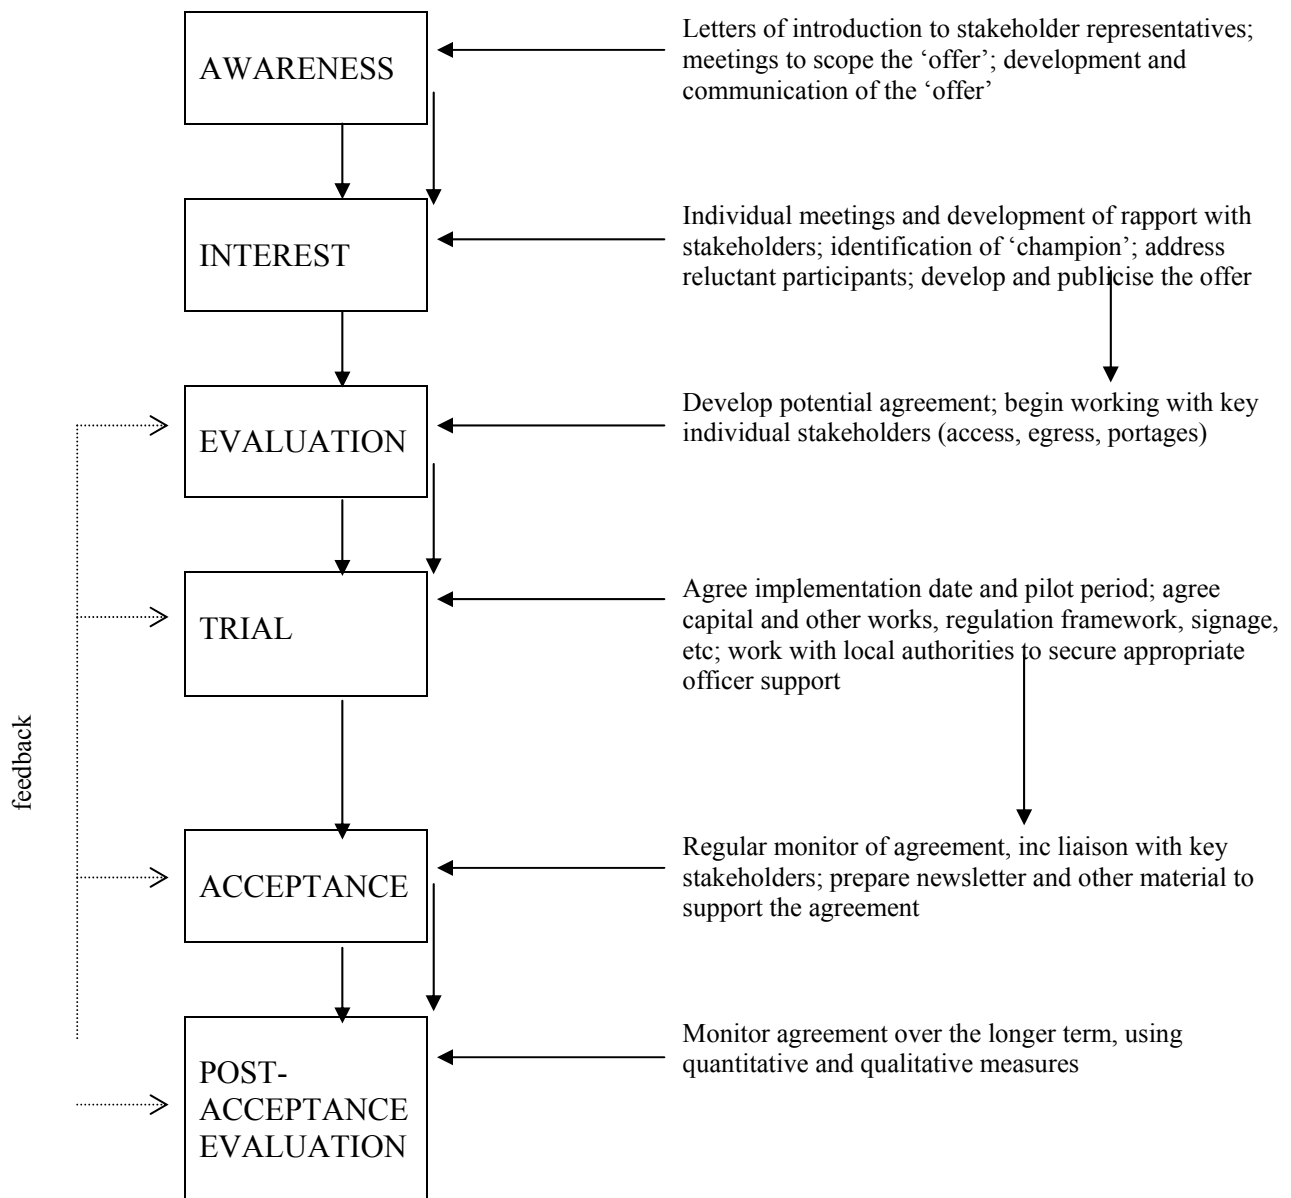 AWARENESS
Letters of introduction to stakeholder representatives;
meetings to scope the ‘offer’; development and
communication of the ‘offer’
INTEREST
Individual meetings and development of rapport with
stakeholders; identification of ‘champion’; address
reluctant participants; develop and publicise the offer
EVALUATION
Develop potential agreement; begin working with key
individual stakeholders (access, egress, portages)
TRIAL
Agree implementation date and pilot period; agree
capital and other works, regulation framework, signage,
etc; work with local authorities to secure appropriate
officer support
feedback
ACCEPTANCE
Regular monitor of agreement, inc liaison with key
stakeholders; prepare newsletter and other material to
support the agreement
POST-
ACCEPTANCE
EVALUATION
Monitor agreement over the longer term, using
quantitative and qualitative measures